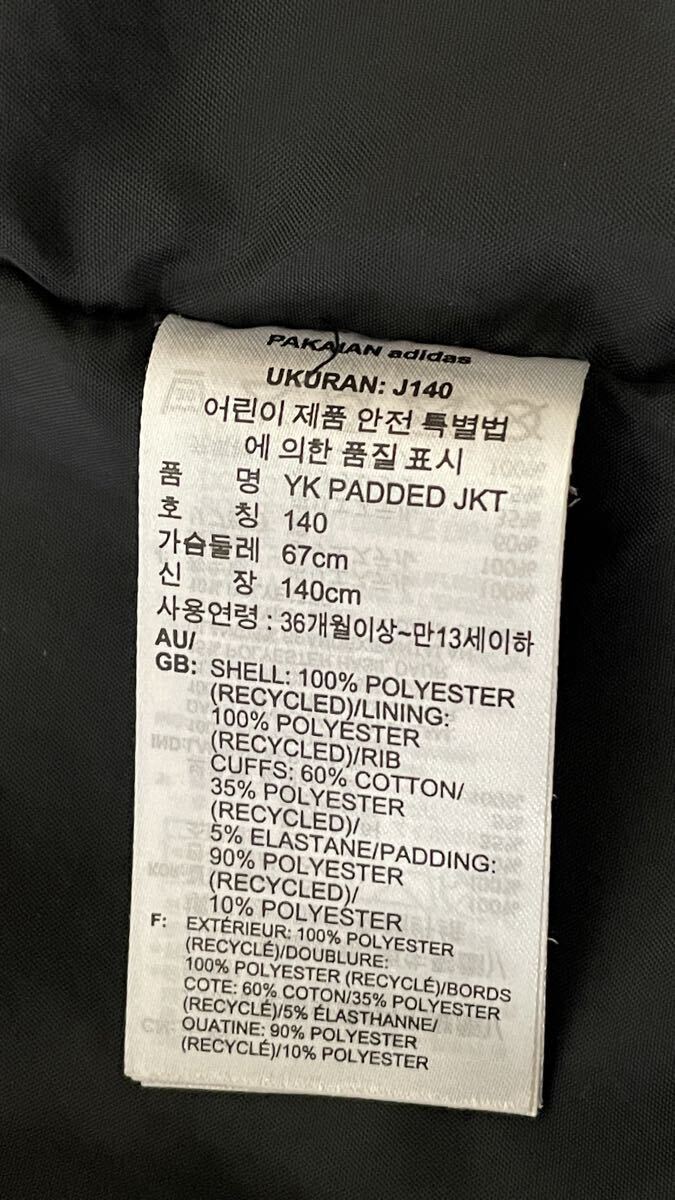 PAKAIAN adidas
UKURAN: J140
어린이 제품 안전 특별법
에 의한 품질 표시
품 명 YK PADDED JKT
호 칭 140
가슴둘레 67cm
신 장 140cm
사용연령 : 36개월이상~만13세이하
AU/
GB: SHELL: 100% POLYESTER
(RECYCLED)/LINING:
100% POLYESTER
(RECYCLED)/RIB
CUFFS: 60% COTTON/
35% POLYESTER
(RECYCLED)/
5% ELASTANE/PADDING:
90% POLYESTER
(RECYCLED)/
10% POLYESTER
F: EXTÉRIEUR: 100% POLYESTER
(RECYCLÉ)/DOUBLURE:
100% POLYESTER (RECYCLÉ)/BORDS
COTE: 60% COTON/35% POLYESTER
(RECYCLÉ)/5% ÉLASTHANNE/
OUATINE: 90% POLYESTER
(RECYCLÉ)/10% POLYESTER